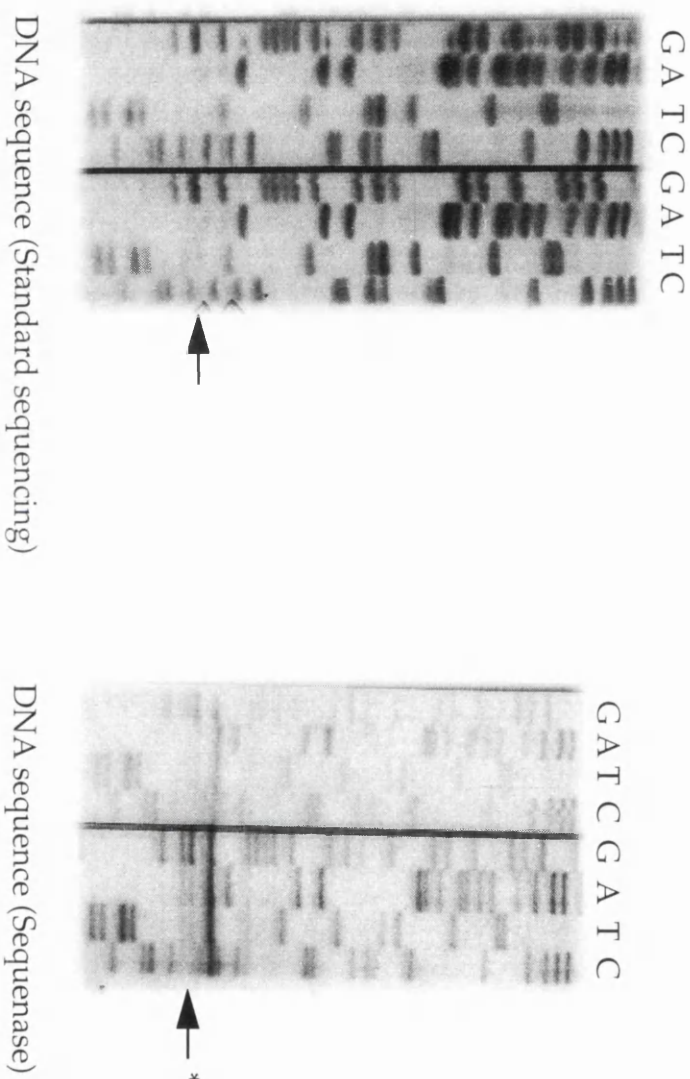 G A T C G A T C
DNA sequence (Standard sequencing)
G A T C G A T C
*
DNA sequence (Sequenase)